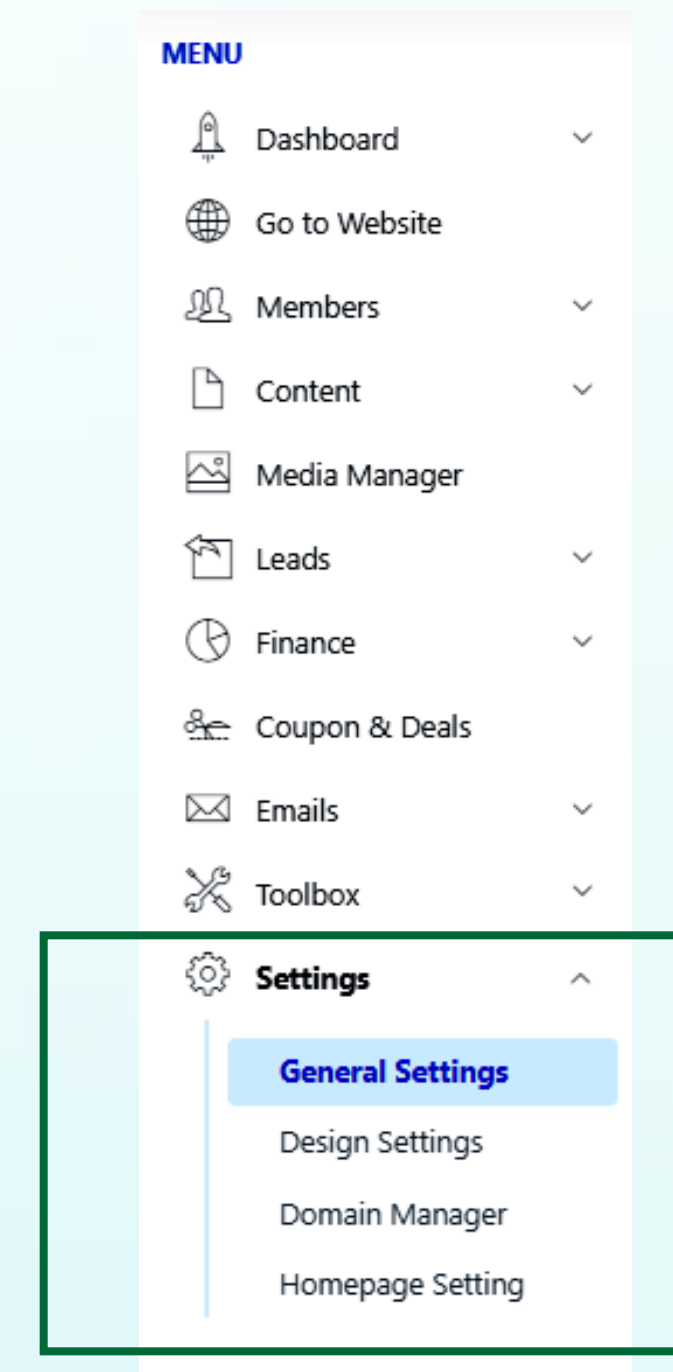 MENU
Dashboard
Go to Website
Members
Content
Media Manager
Leads
Finance
Coupon & Deals
Emails
Toolbox
Settings
General Settings
Design Settings
Domain Manager
Homepage Setting